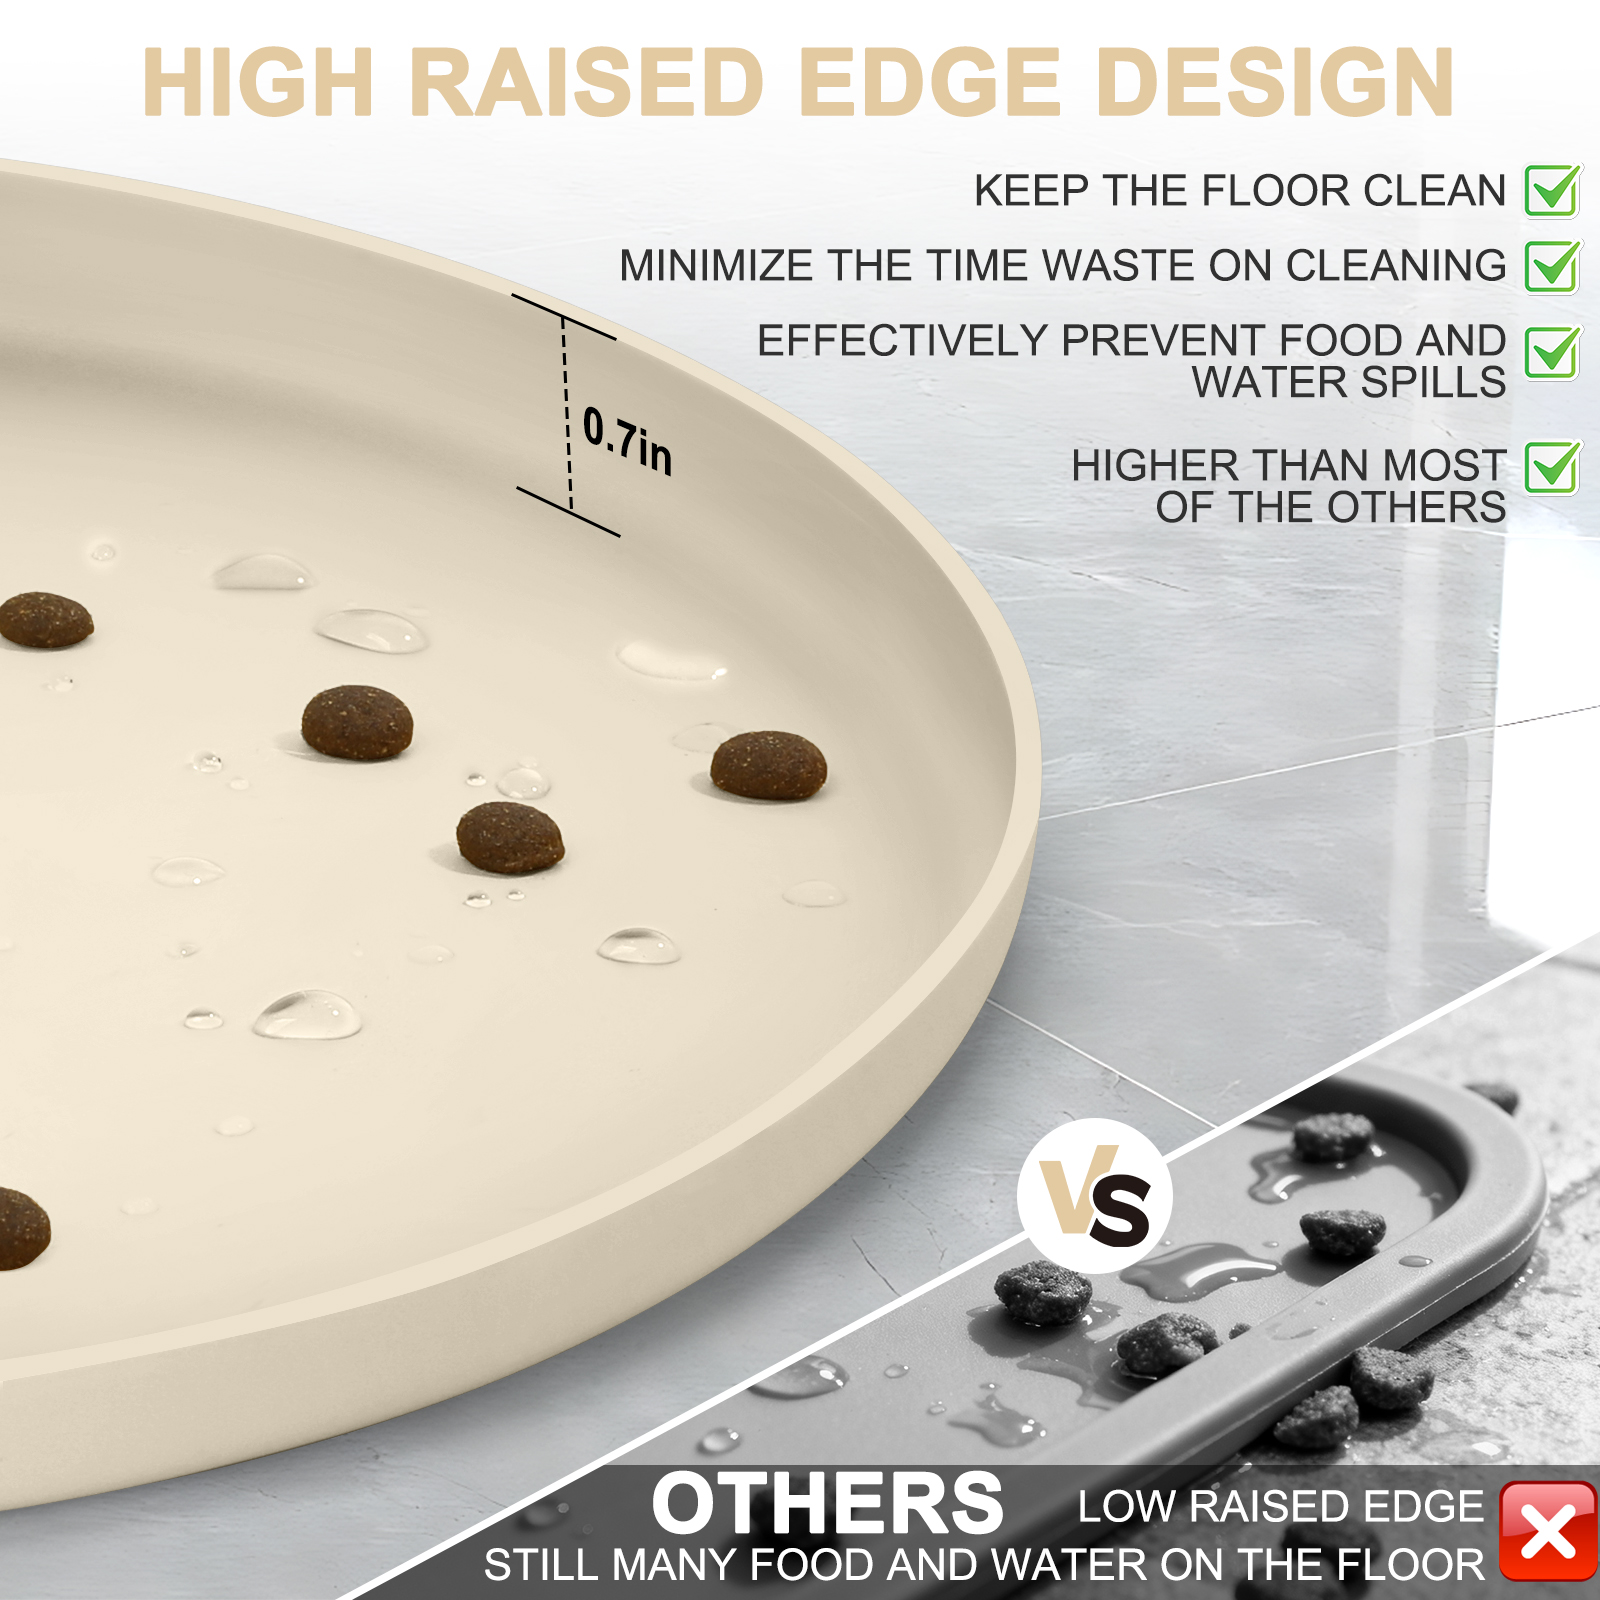 HIGH RAISED EDGE DESIGN
KEEP THE FLOOR CLEAN
MINIMIZE THE TIME WASTE ON CLEANING
EFFECTIVELY PREVENT FOOD AND
WATER SPILLS
HIGHER THAN MOST
OF THE OTHERS
0.7in
VS
OTHERS
LOW RAISED EDGE
STILL MANY FOOD AND WATER ON THE FLOOR